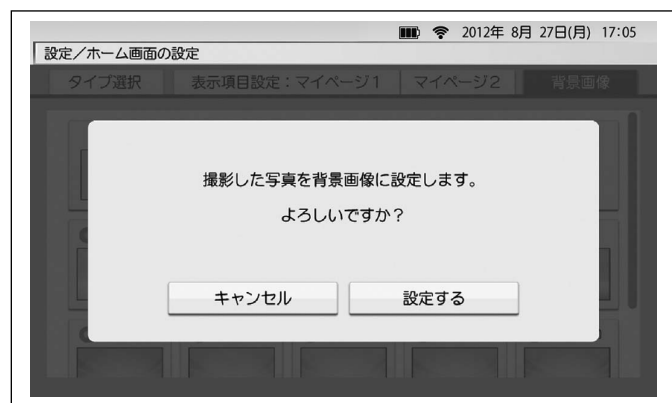 2012年 8月 27日(月) 17:05
設定／ホーム画面の設定
タイプ選択 表示項目設定：マイページ1 マイページ2 背景画像
撮影した写真を背景画像に設定します。
よろしいですか？
キャンセル 設定する